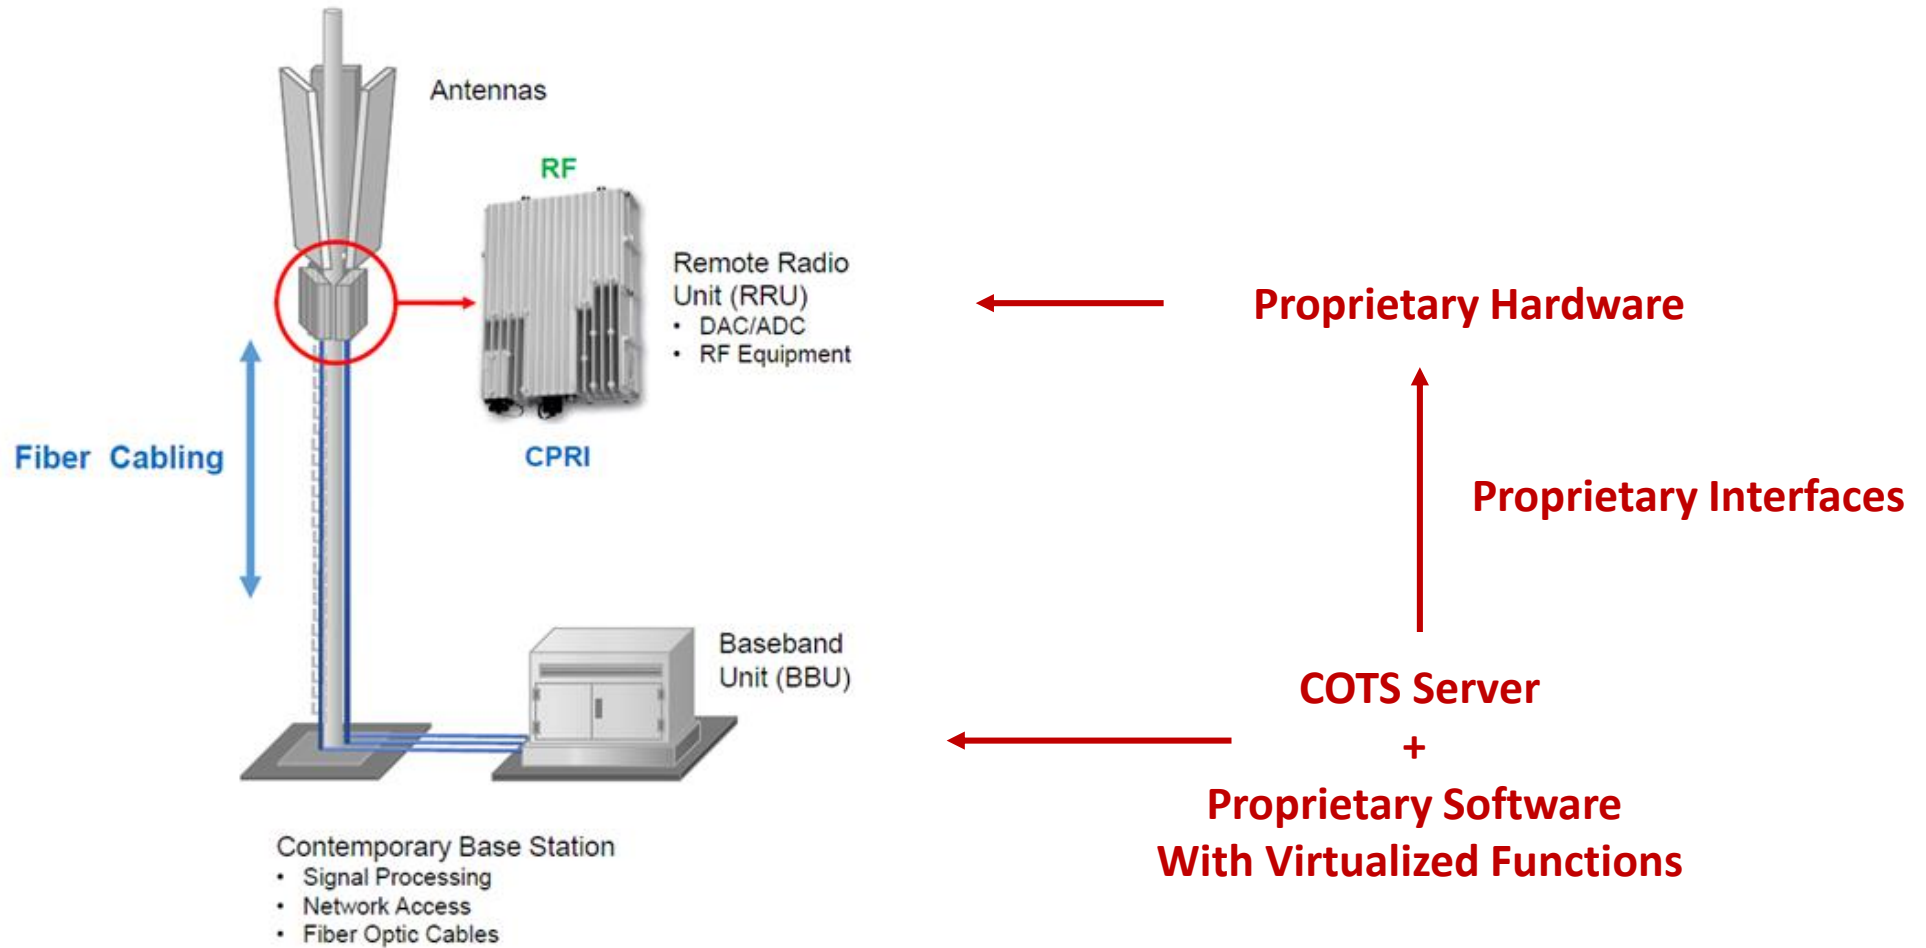 Antennas
RF
Remote Radio
Unit (RRU)
• DAC/ADC
• RF Equipment
Proprietary Hardware
Fiber Cabling
CPRI
Proprietary Interfaces
Baseband
Unit (BBU)
COTS Server
+
Proprietary Software
With Virtualized Functions
Contemporary Base Station
• Signal Processing
• Network Access
• Fiber Optic Cables